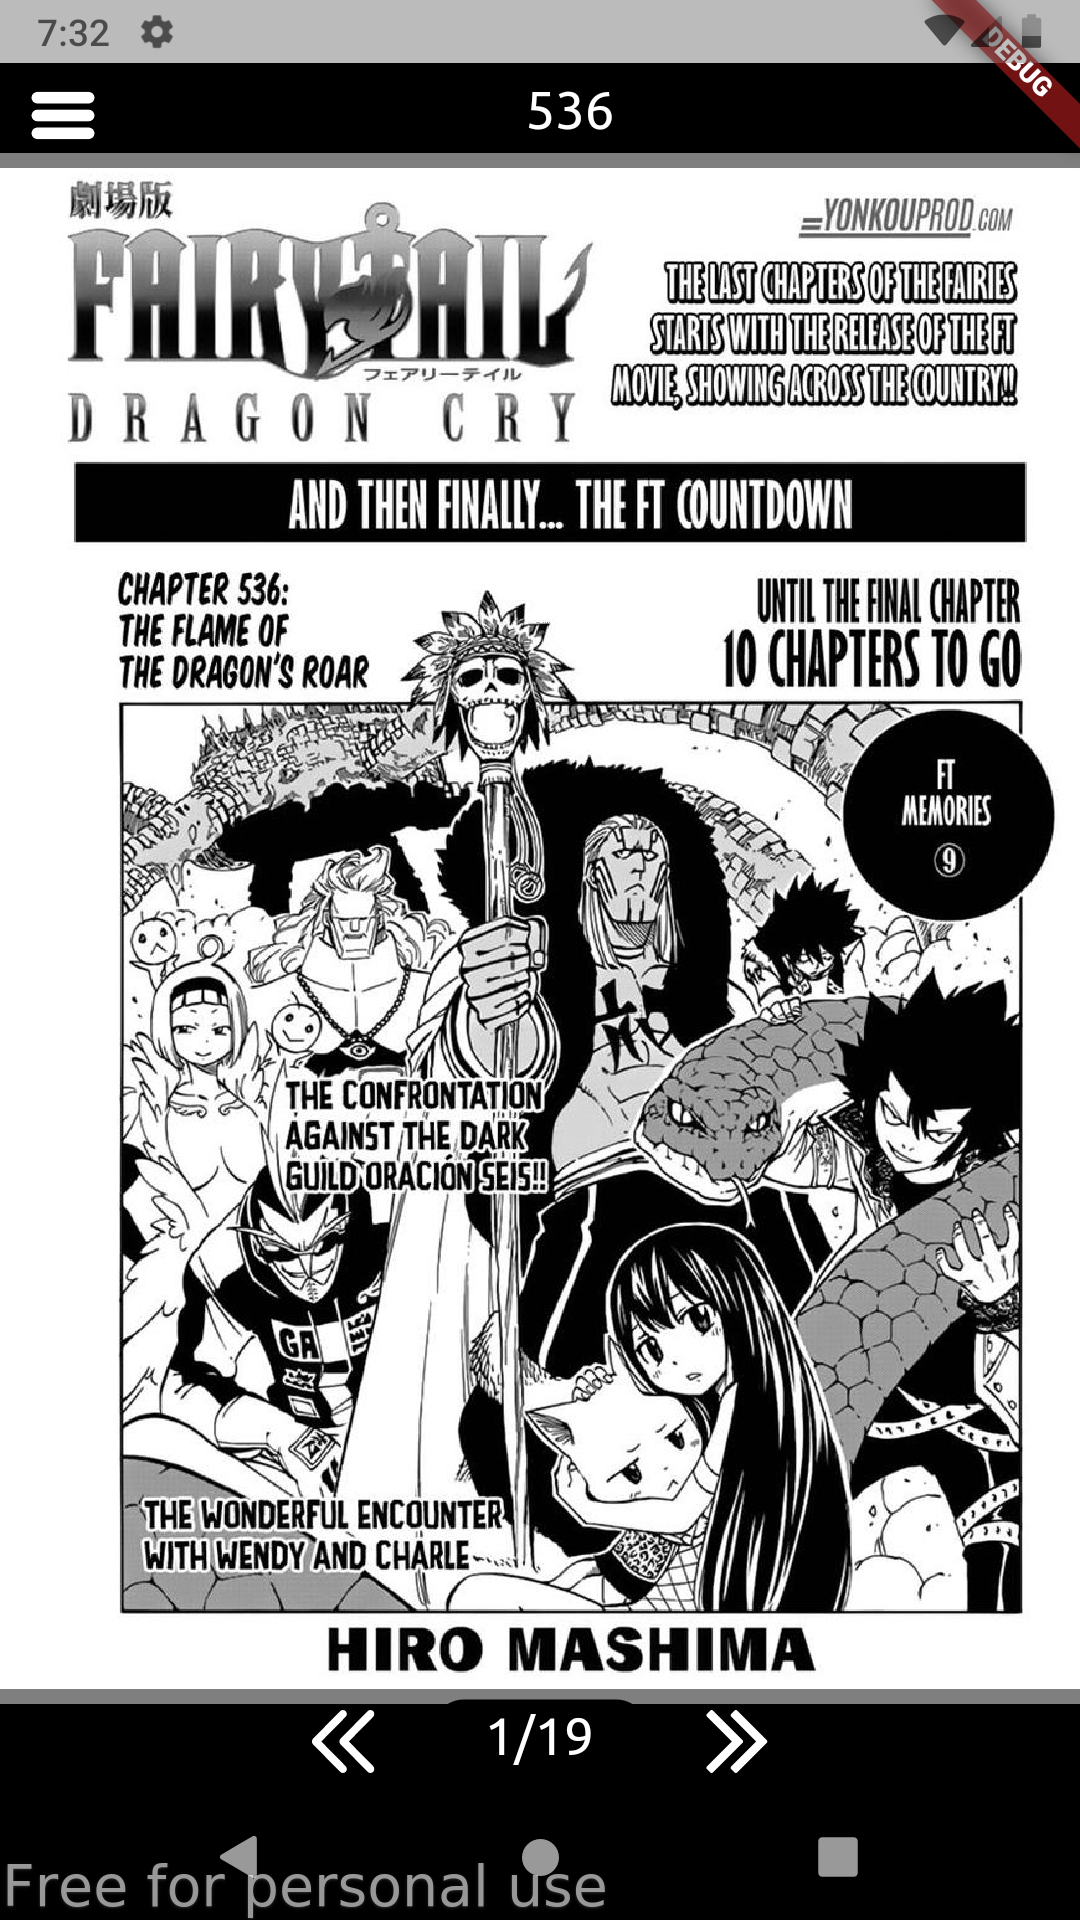 7:32
DEBUG
536
劇場版
FAIRY TAIL
フェアリーテイル
DRAGON CRY
YONKOUPROD.COM
THE LAST CHAPTERS OF THE FAIRIES
STARTS WITH THE RELEASE OF THE FT
MOVIE, SHOWING ACROSS THE COUNTRY!!
AND THEN FINALLY... THE FT COUNTDOWN
CHAPTER 536:
THE FLAME OF
THE DRAGON'S ROAR
UNTIL THE FINAL CHAPTER
10 CHAPTERS TO GO
FT
MEMORIES
⑨
THE CONFRONTATION
AGAINST THE DARK
GUILD ORACIÓN SEIS!!
GA
THE WONDERFUL ENCOUNTER
WITH WENDY AND CHARLE
HIRO MASHIMA
1/19
Free for personal use